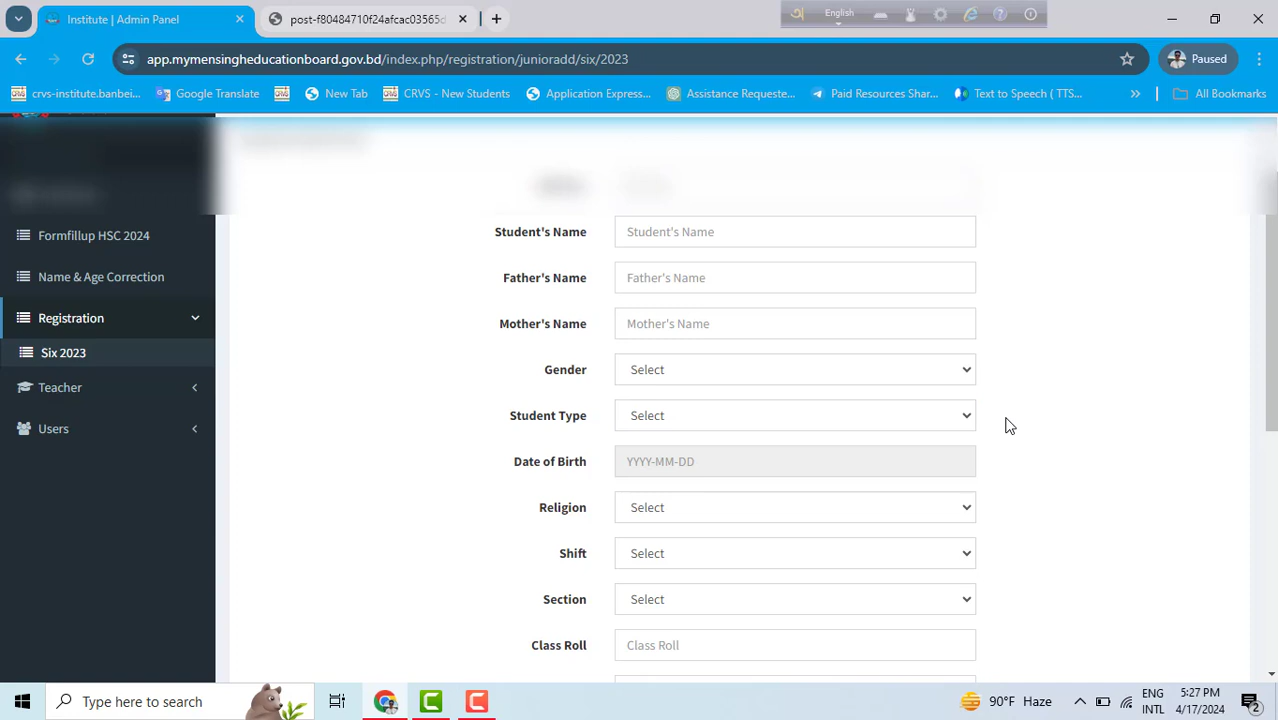 Institute | Admin Panel
post-f80484710f24afcac03565d
English
app.mymensingheducationboard.gov.bd/index.php/registration/junioradd/six/2023
Paused
crvs-institute.banbei...
Google Translate
New Tab
CRVS - New Students
Application Express...
Assistance Requeste...
Paid Resources Shar...
Text to Speech ( TTS...
All Bookmarks
Formfillup HSC 2024
Name & Age Correction
Registration
Six 2023
Teacher
Users
Student's Name Student's Name
Father's Name Father's Name
Mother's Name Mother's Name
Gender Select
Student Type Select
Date of Birth YYYY-MM-DD
Religion Select
Shift Select
Section Select
Class Roll Class Roll
Type here to search
90°F Haze
ENG
INTL
5:27 PM
4/17/2024
2